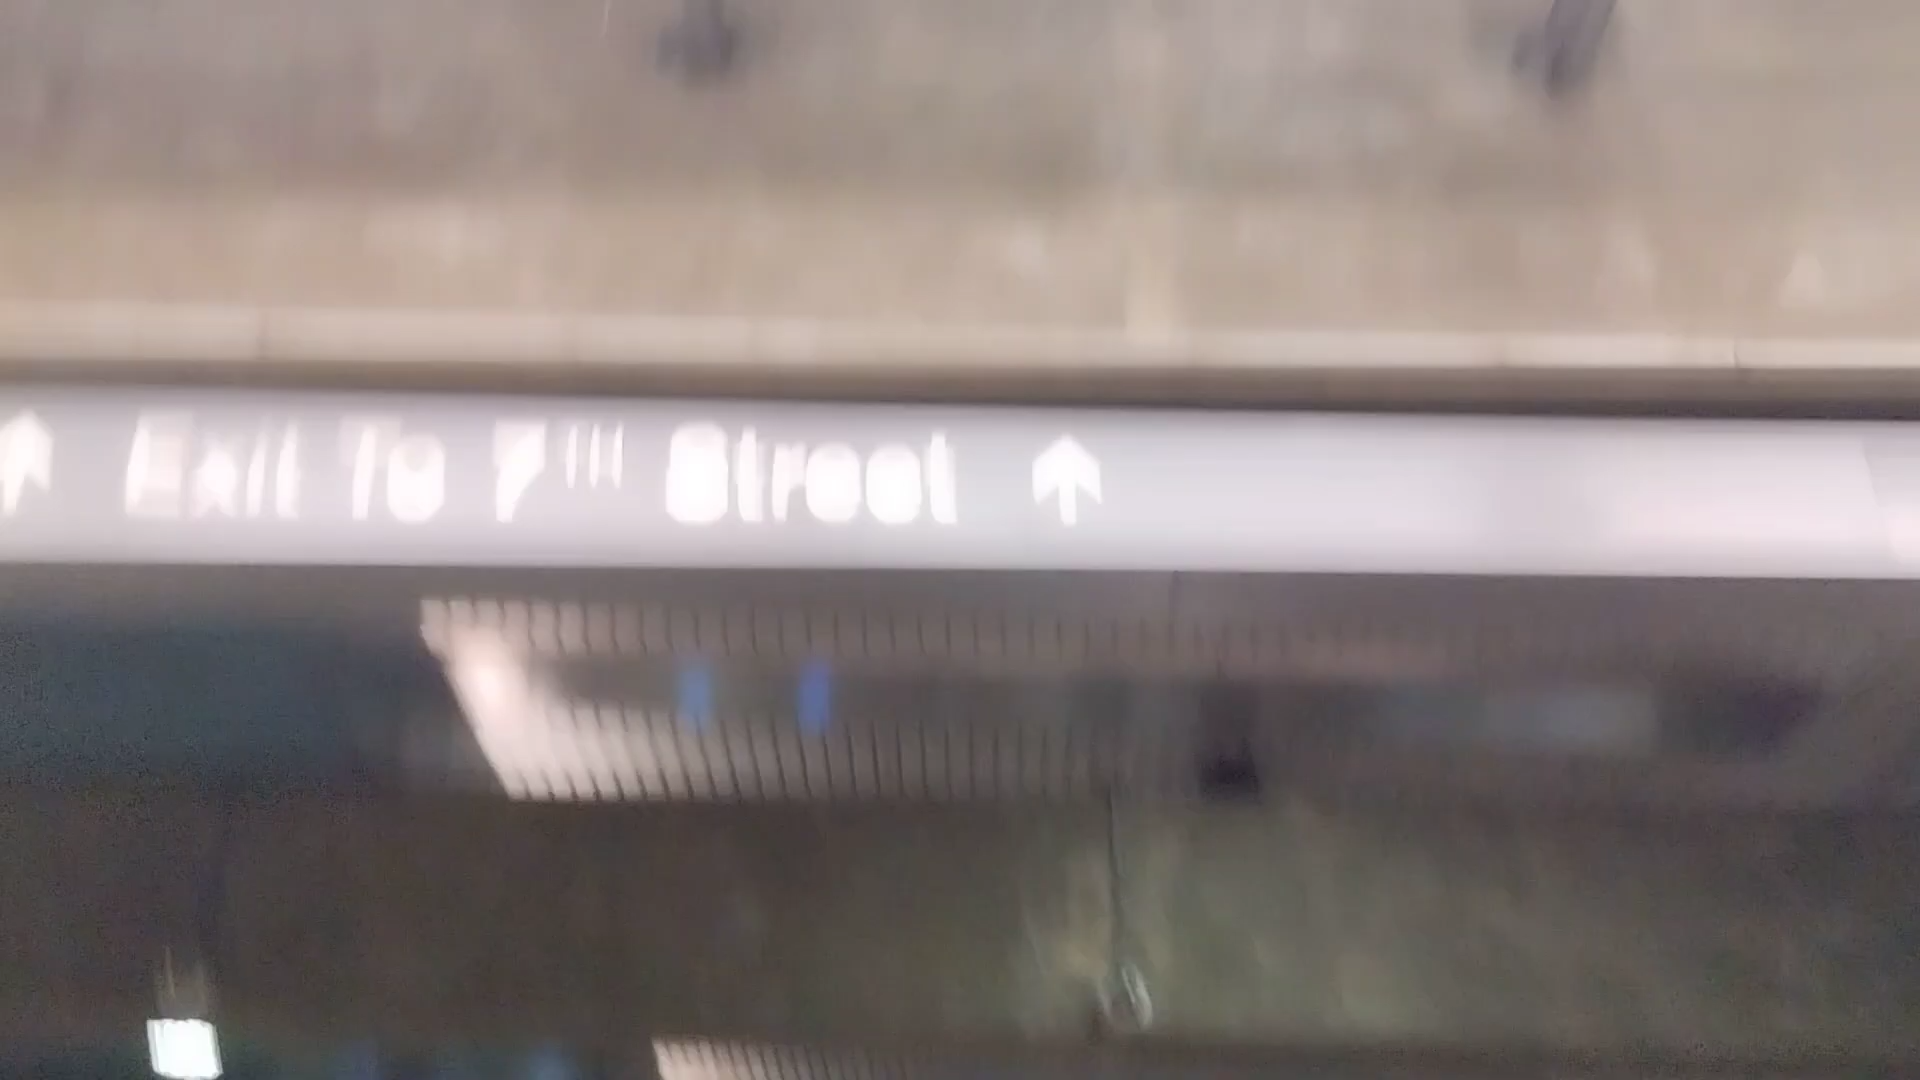 ↑ Exit To 7TH Street ↑